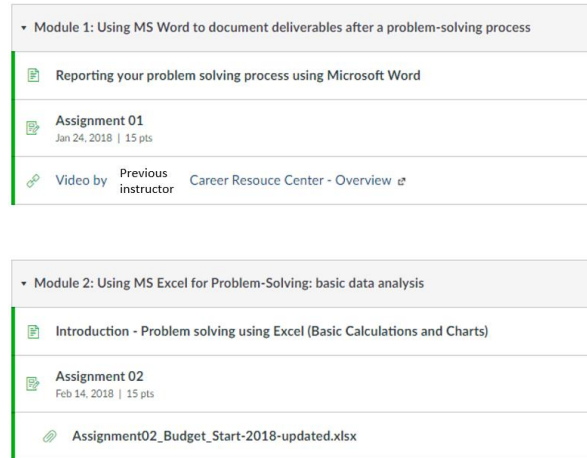 Module 1: Using MS Word to document deliverables after a problem-solving process
Reporting your problem solving process using Microsoft Word
Assignment 01
Jan 24, 2018 | 15 pts
Video by Previous instructor Career Resouce Center - Overview
Module 2: Using MS Excel for Problem-Solving: basic data analysis
Introduction - Problem solving using Excel (Basic Calculations and Charts)
Assignment 02
Feb 14, 2018 | 15 pts
Assignment02_Budget_Start-2018-updated.xlsx